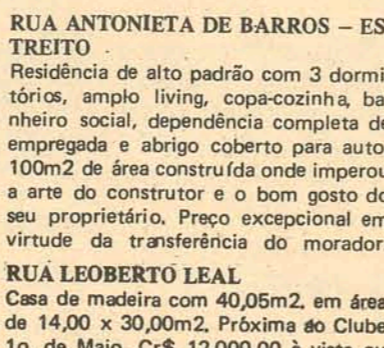 RUA ANTONIETA DE BARROS – ES
TREITO
Residência de alto padrão com 3 dormi
tórios, amplo living, copa-cozinha, ba
nheiro social, dependência completa de
empregada e abrigo coberto para auto.
100m2 de área construída onde imperou
a arte do construtor e o bom gosto do
seu proprietário. Preço excepcional em
virtude da transferência do morador.
RUA LEOBERTO LEAL
Casa de madeira com 40,05m2, em área
de 14,00 x 30,00m2. Próxima ao Clube
1o. de Maio. Cr$ 12.000,00 à vista ou